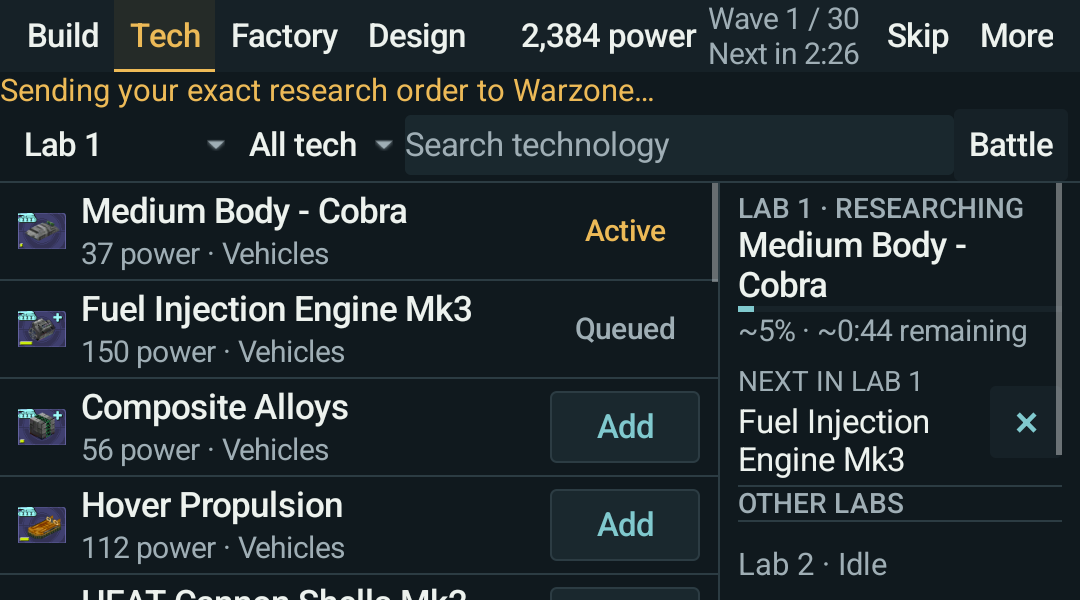 Build Tech Factory Design 2,384 power Wave 1 / 30 Skip More
Next in 2:26
Sending your exact research order to Warzone…
Lab 1 All tech Search technology Battle
Medium Body - Cobra
37 power · Vehicles
Active
Fuel Injection Engine Mk3
150 power · Vehicles
Queued
Composite Alloys
56 power · Vehicles
Add
Hover Propulsion
112 power · Vehicles
Add
HEAT Cannon Shells Mk2
LAB 1 · RESEARCHING
Medium Body -
Cobra
~5% · ~0:44 remaining
NEXT IN LAB 1
Fuel Injection
Engine Mk3
×
OTHER LABS
Lab 2 · Idle